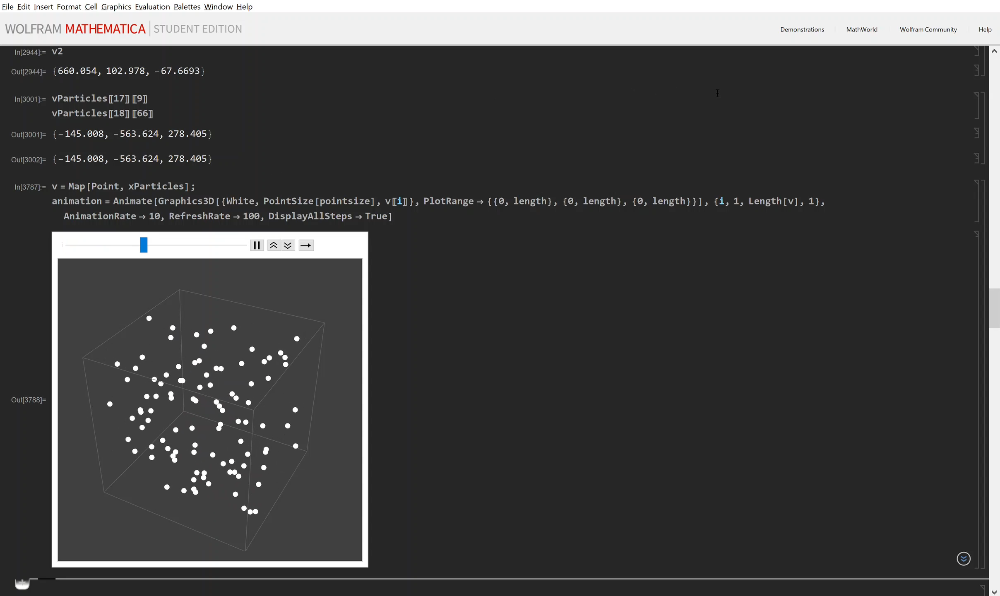 File Edit Insert Format Cell Graphics Evaluation Palettes Window Help
WOLFRAM MATHEMATICA | STUDENT EDITION
Demonstrations MathWorld Wolfram Community Help
In[2944]:= v2
Out[2944]= {660.054, 102.978, -67.6693}
In[3001]:= vParticles〚17〛〚9〛
vParticles〚18〛〚66〛
Out[3001]= {-145.008, -563.624, 278.405}
Out[3002]= {-145.008, -563.624, 278.405}
In[3787]:= v = Map[Point, xParticles];
animation = Animate[Graphics3D[{White, PointSize[pointsize], v〚i〛}, PlotRange → {{0, length}, {0, length}, {0, length}}], {i, 1, Length[v], 1},
AnimationRate → 10, RefreshRate → 100, DisplayAllSteps → True]
i
Out[3788]=